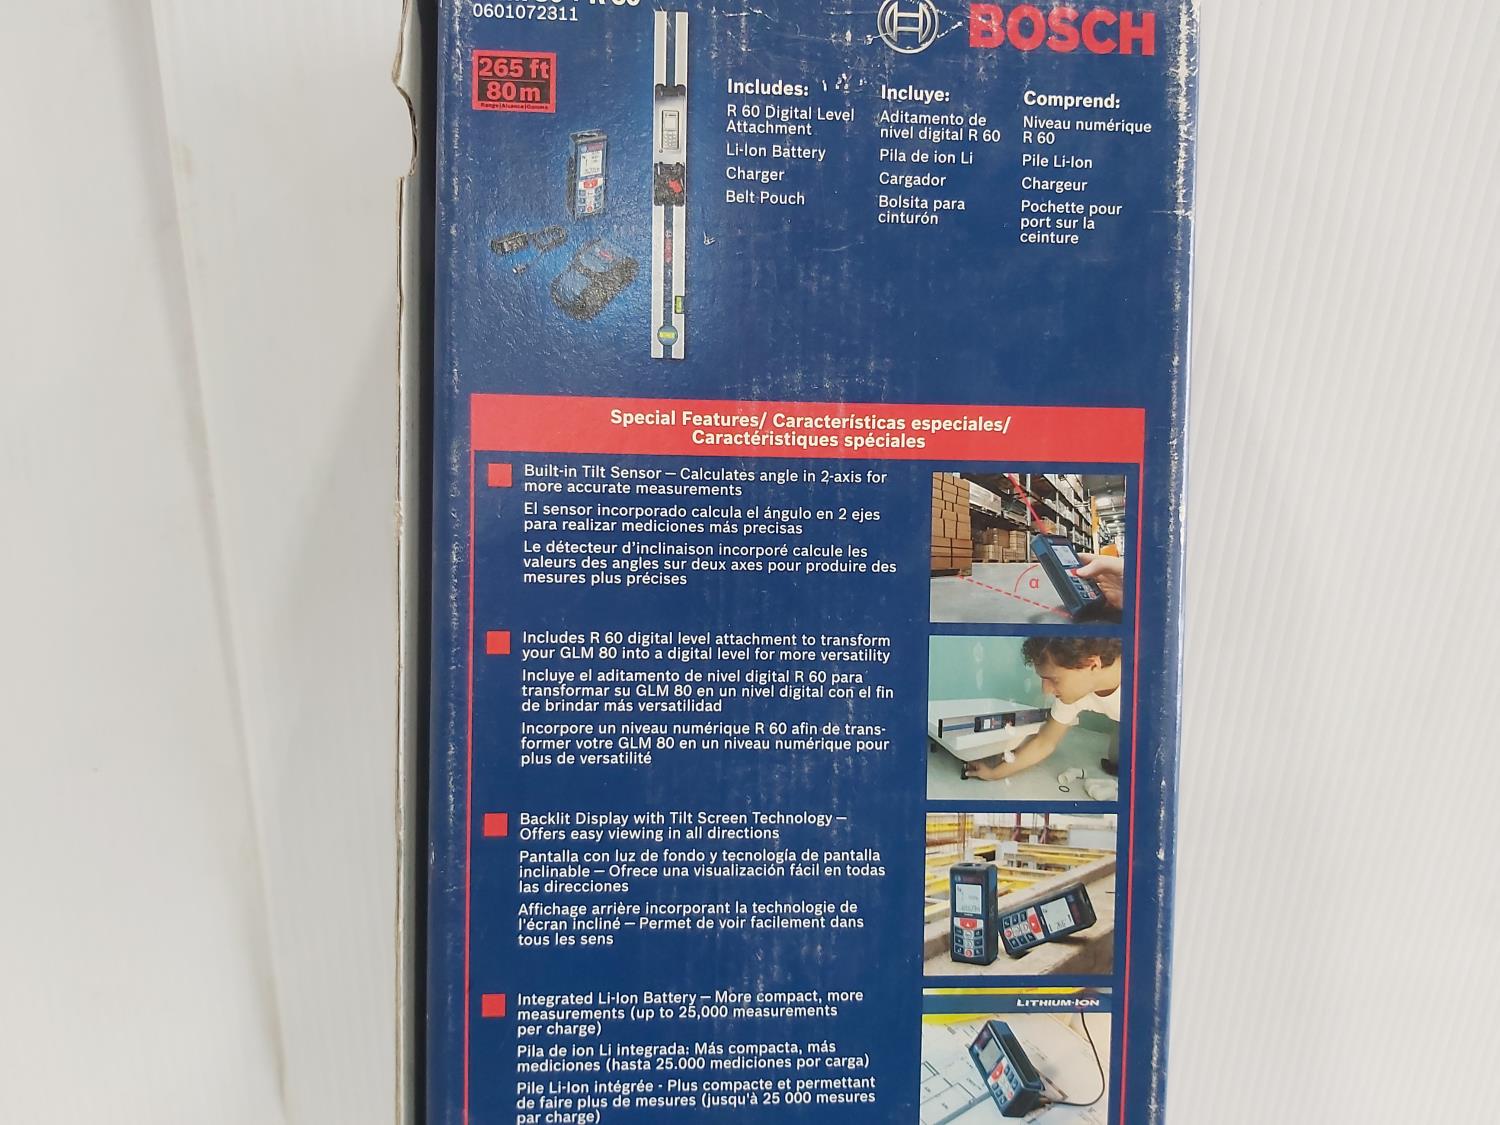 0601072311
BOSCH
265 ft
80 m
Includes:
R 60 Digital Level
Attachment
Li-Ion Battery
Charger
Belt Pouch
Incluye:
Aditamento de
nivel digital R 60
Pila de ion Li
Cargador
Bolsita para
cinturón
Comprend:
Niveau numérique
R 60
Pile Li-Ion
Chargeur
Pochette pour
port sur la
ceinture
Special Features/ Características especiales/
Caractéristiques spéciales
Built-in Tilt Sensor – Calculates angle in 2-axis for
more accurate measurements
El sensor incorporado calcula el ángulo en 2 ejes
para realizar mediciones más precisas
Le détecteur d'inclinaison incorporé calcule les
valeurs des angles sur deux axes pour produire des
mesures plus précises
α
Includes R 60 digital level attachment to transform
your GLM 80 into a digital level for more versatility
Incluye el aditamento de nivel digital R 60 para
transformar su GLM 80 en un nivel digital con el fin
de brindar más versatilidad
Incorpore un niveau numérique R 60 afin de trans-
former votre GLM 80 en un niveau numérique pour
plus de versatilité
Backlit Display with Tilt Screen Technology –
Offers easy viewing in all directions
Pantalla con luz de fondo y tecnología de pantalla
inclinable – Ofrece una visualización fácil en todas
las direcciones
Affichage arrière incorporant la technologie de
l'écran incliné – Permet de voir facilement dans
tous les sens
Integrated Li-Ion Battery – More compact, more
measurements (up to 25,000 measurements
per charge)
Pila de ion Li integrada: Más compacta, más
mediciones (hasta 25.000 mediciones por carga)
Pile Li-Ion intégrée - Plus compacte et permettant
de faire plus de mesures (jusqu'à 25 000 mesures
par charge)
LITHIUM-ION